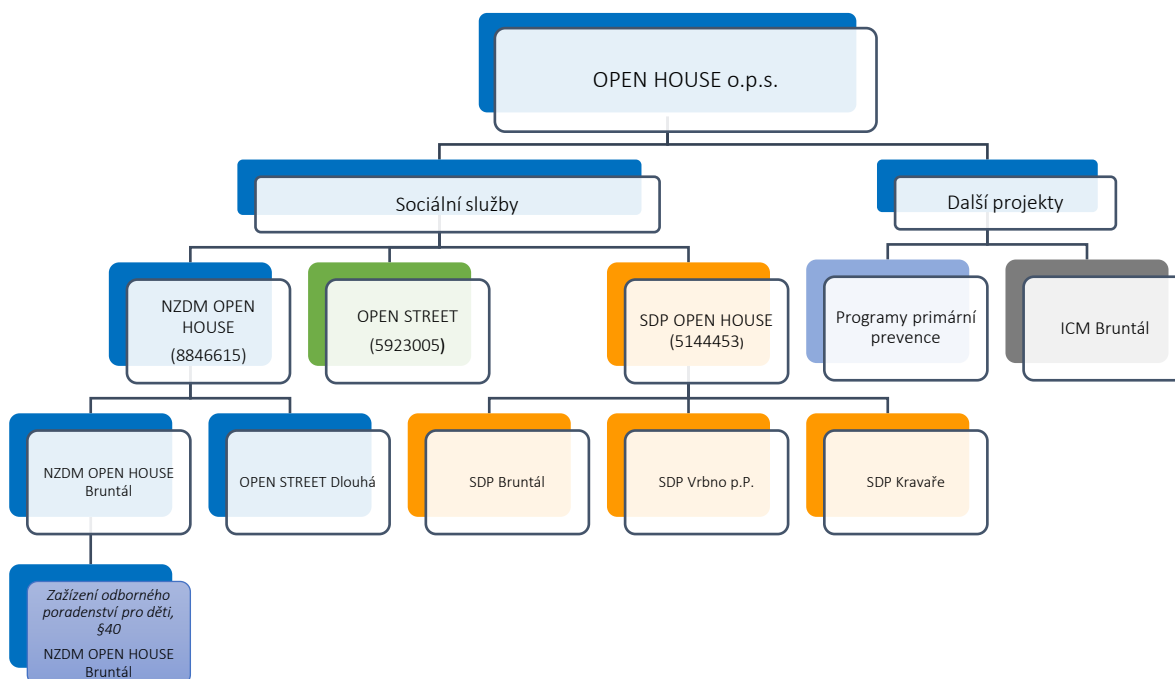 OPEN HOUSE o.p.s.
Sociální služby
Další projekty
NZDM OPEN
HOUSE
(8846615)
OPEN STREET
(5923005)
SDP OPEN HOUSE
(5144453)
Programy primární
prevence
ICM Bruntál
NZDM OPEN HOUSE
Bruntál
OPEN STREET Dlouhá
SDP Bruntál
SDP Vrbno p.P.
SDP Kravaře
Zažízení odborného
poradenství pro děti,
§40
NZDM OPEN HOUSE
Bruntál